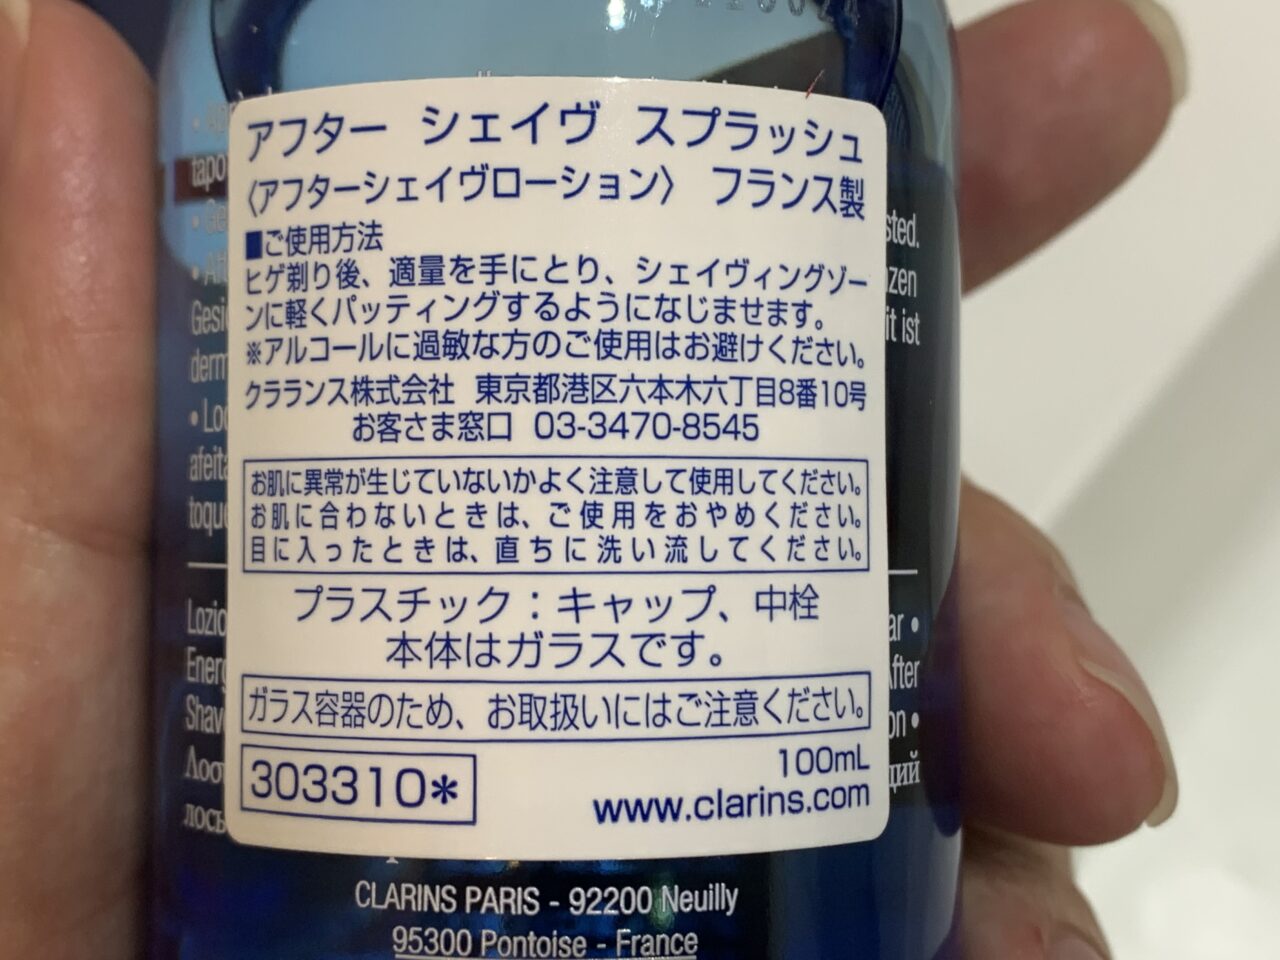 アフター シェイヴ スプラッシュ
〈アフターシェイヴローション〉 フランス製
■ご使用方法
ヒゲ剃り後、適量を手にとり、シェイヴィングゾー
ンに軽くパッティングするようになじませます。
※アルコールに過敏な方のご使用はお避けください。
クラランス株式会社 東京都港区六本木六丁目8番10号
お客さま窓口 03-3470-8545
お肌に異常が生じていないかよく注意して使用してください。
お肌に合わないときは、ご使用をおやめください。
目に入ったときは、直ちに洗い流してください。
プラスチック：キャップ、中栓
本体はガラスです。
ガラス容器のため、お取扱いにはご注意ください。
303310*
100mL
www.clarins.com
CLARINS PARIS - 92200 Neuilly
95300 Pontoise - France